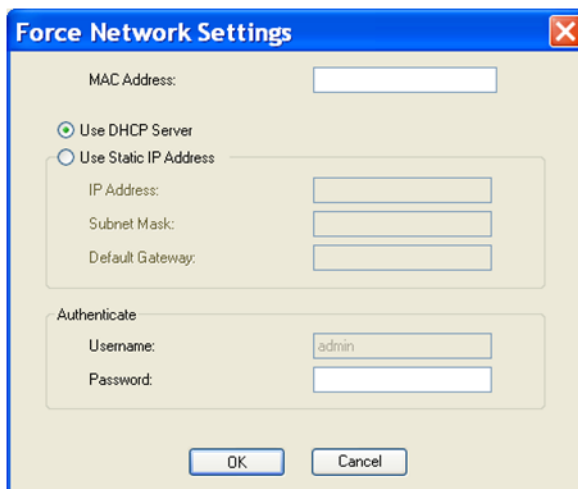 Force Network Settings
MAC Address:
Use DHCP Server
Use Static IP Address
IP Address:
Subnet Mask:
Default Gateway:
Authenticate
Username: admin
Password:
OK Cancel